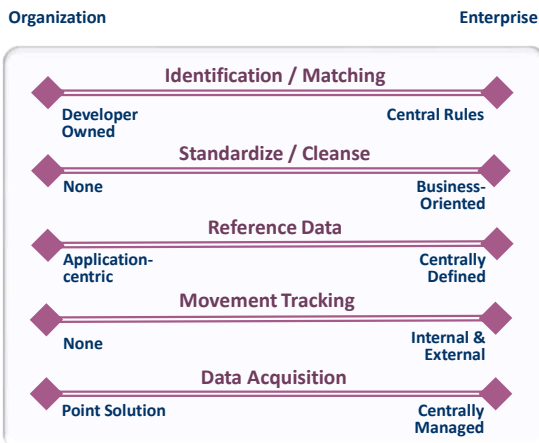 Organization
Enterprise
Identification / Matching
Developer
Owned
Central Rules
Standardize / Cleanse
None
Business-
Oriented
Reference Data
Application-
centric
Centrally
Defined
Movement Tracking
None
Internal &
External
Data Acquisition
Point Solution
Centrally
Managed